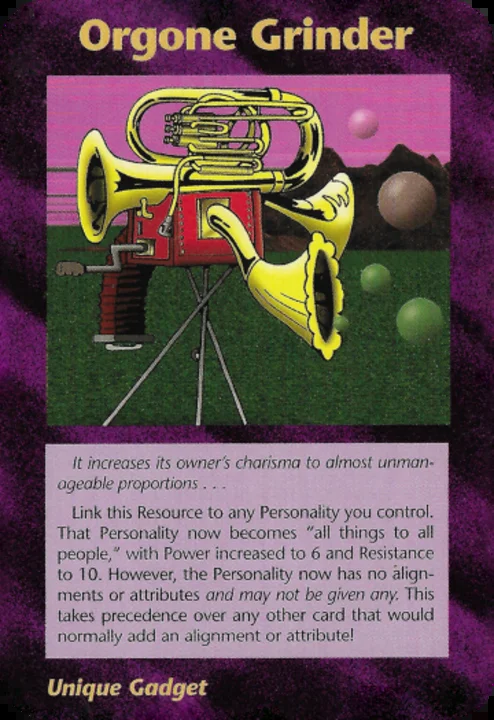 Orgone Grinder
It increases its owner's charisma to almost unman-
ageable proportions . . .
Link this Resource to any Personality you control.
That Personality now becomes "all things to all
people," with Power increased to 6 and Resistance
to 10. However, the Personality now has no align-
ments or attributes and may not be given any. This
takes precedence over any other card that would
normally add an alignment or attribute!
Unique Gadget